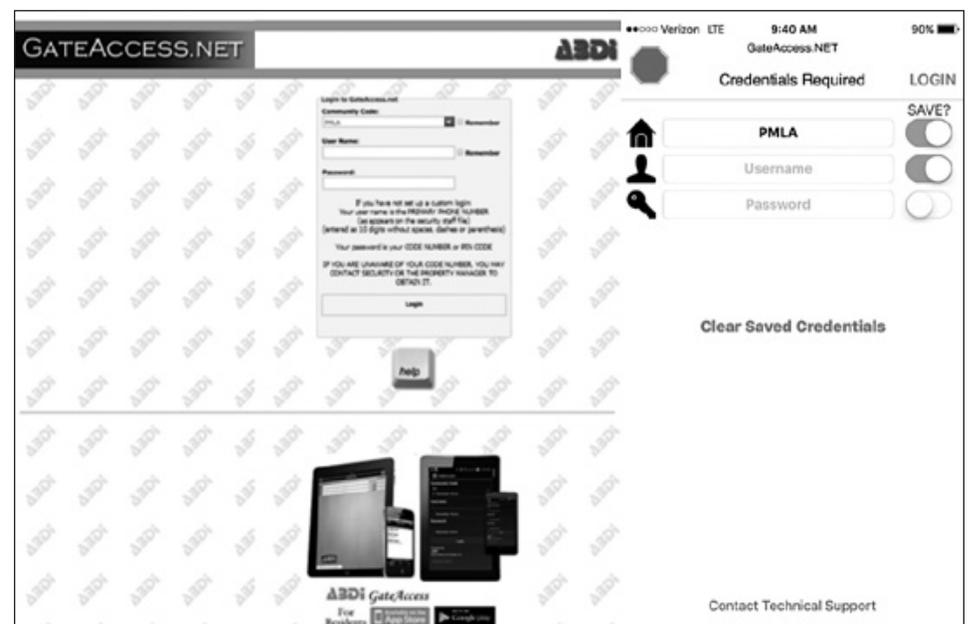 GATEACCESS.NET
ABDi
Login to GateAccess.net
Community Code:
PMLA
Remember
User Name:
Remember
Password:
If you have not set up a custom login
Your user name is the PRIMARY PHONE NUMBER
(as appears on the security staff file)
(entered as 10 digits without spaces, dashes or parenthesis)
Your password is your CODE NUMBER or PIN CODE
IF YOU ARE UNAWARE OF YOUR CODE NUMBER, YOU MAY
CONTACT SECURITY OR THE PROPERTY MANAGER TO
OBTAIN IT.
Login
help
ABDi GateAccess
For
Residents
App Store
Google play
Verizon LTE 9:40 AM 90%
GateAccess.NET
Credentials Required LOGIN
SAVE?
PMLA
Username
Password
Clear Saved Credentials
Contact Technical Support